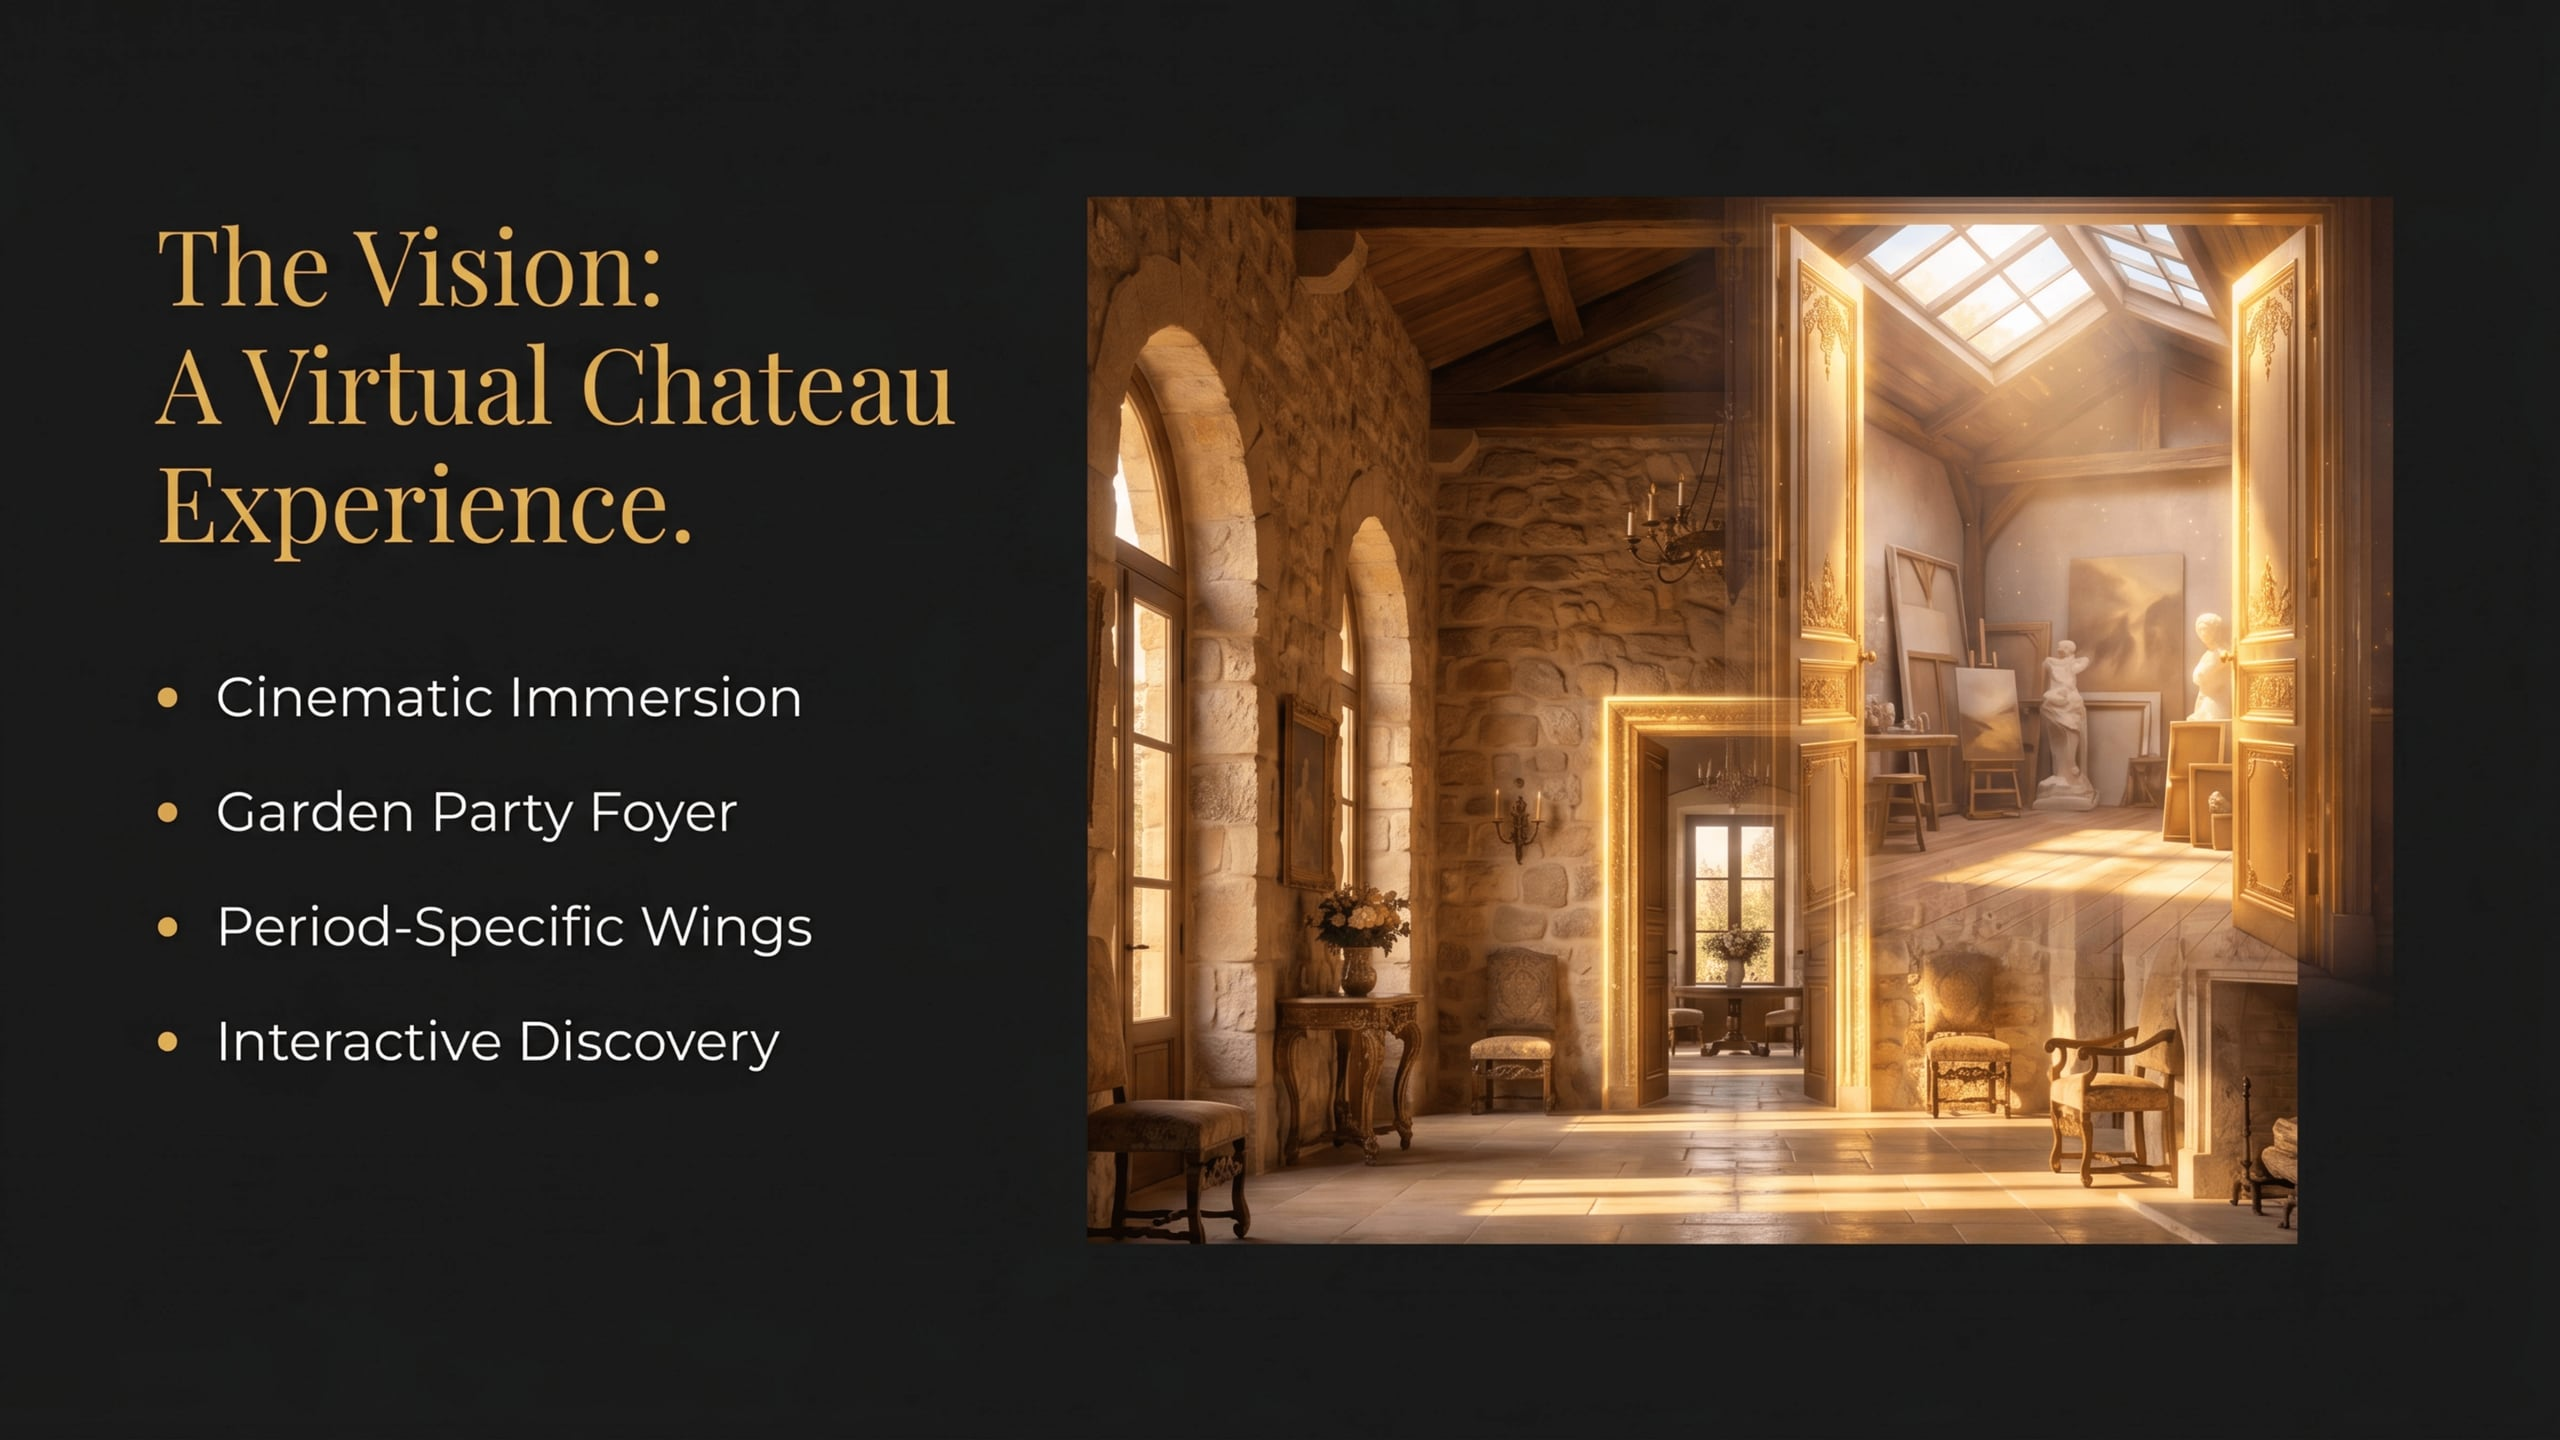 The Vision:
A Virtual Chateau
Experience.
• Cinematic Immersion
• Garden Party Foyer
• Period-Specific Wings
• Interactive Discovery